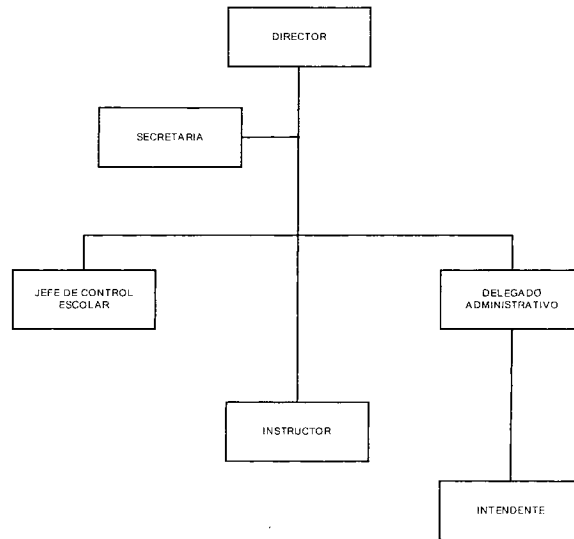 DIRECTOR
SECRETARIA
JEFE DE CONTROL
ESCOLAR
DELEGADO
ADMINISTRATIVO
INSTRUCTOR
INTENDENTE